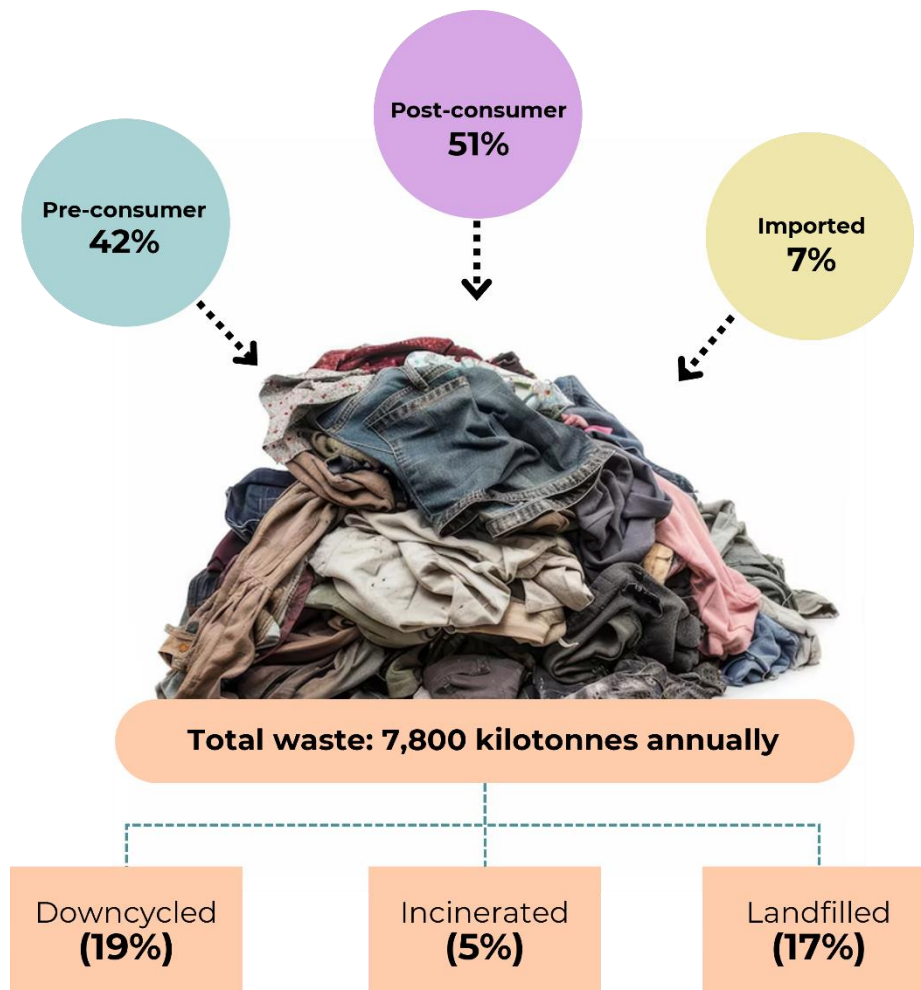 Post-consumer
51%
Pre-consumer
42%
Imported
7%
Total waste: 7,800 kilotonnes annually
Downcycled
(19%)
Incinerated
(5%)
Landfilled
(17%)